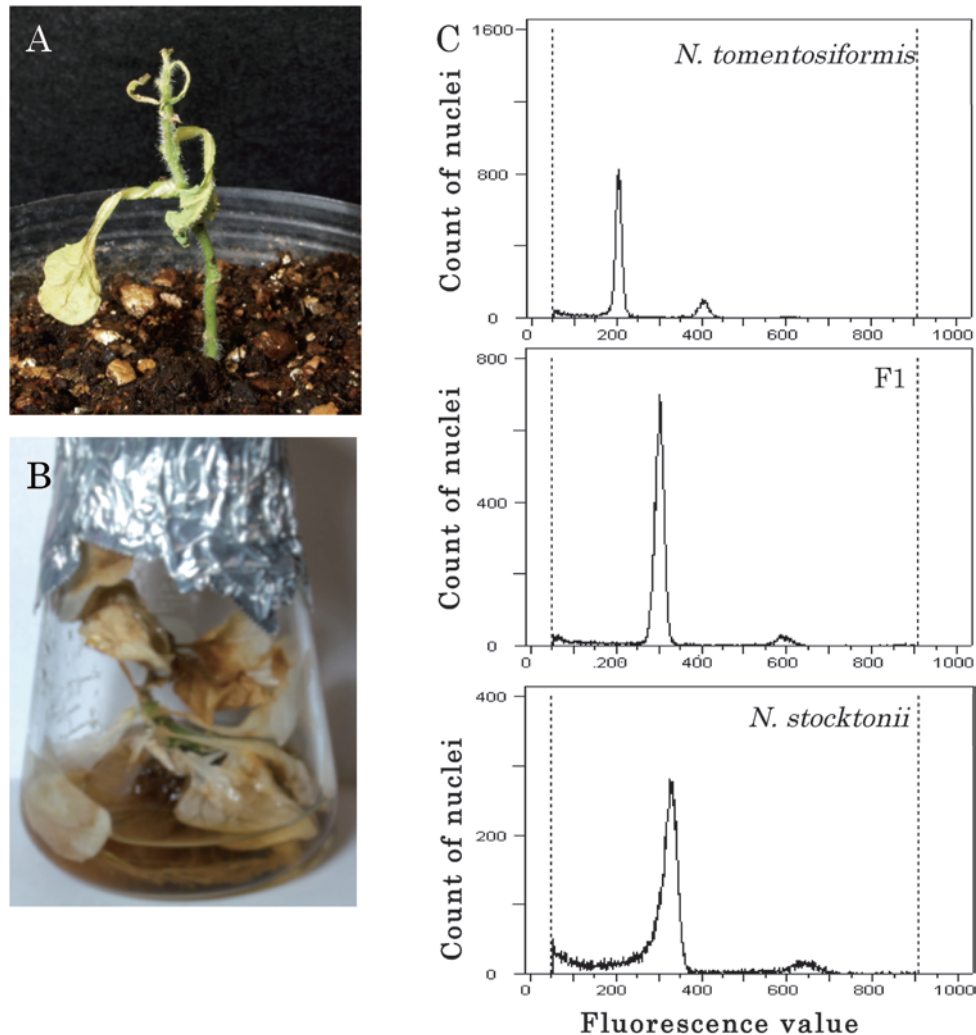 A
B
C
N. tomentosiformis
Count of nuclei
1600
800
0
0 200 400 600 800 1000
F1
Count of nuclei
800
400
0
0 .200 400 600 800 1000
N. stocktonii
Count of nuclei
400
200
0
0 200 400 600 800 1000
Fluorescence value